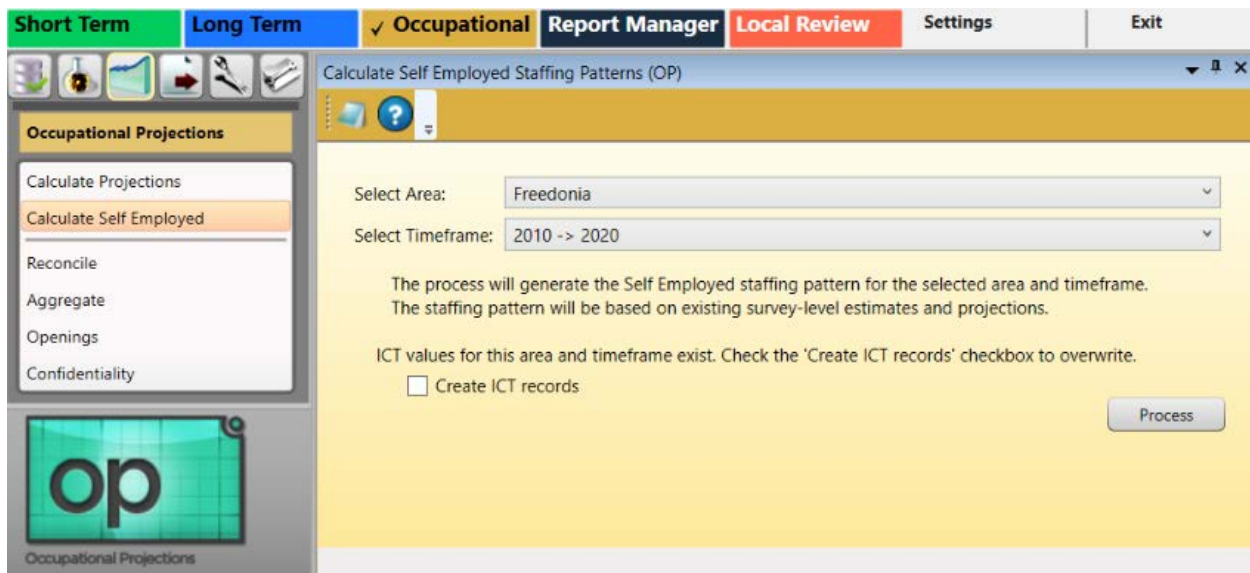 Short Term Long Term ✓ Occupational Report Manager Local Review Settings Exit
Calculate Self Employed Staffing Patterns (OP)
Occupational Projections
Calculate Projections
Calculate Self Employed
Reconcile
Aggregate
Openings
Confidentiality
op
Occupational Projections
?
Select Area: Freedonia
Select Timeframe: 2010 -> 2020
The process will generate the Self Employed staffing pattern for the selected area and timeframe.
The staffing pattern will be based on existing survey-level estimates and projections.
ICT values for this area and timeframe exist. Check the 'Create ICT records' checkbox to overwrite.
Create ICT records
Process